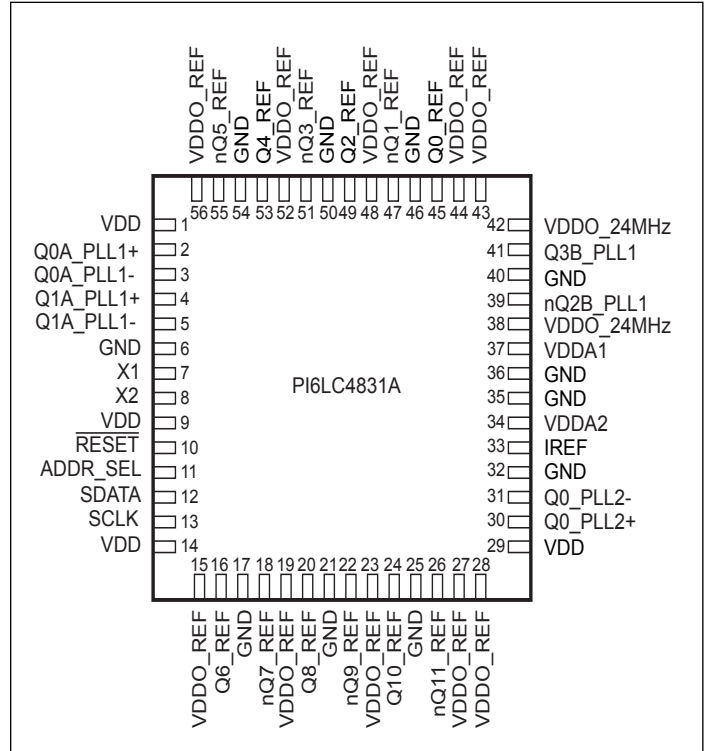 VDDO_REF
nQ5_REF
GND
Q4_REF
VDDO_REF
nQ3_REF
GND
Q2_REF
VDDO_REF
nQ1_REF
GND
Q0_REF
VDDO_REF
VDDO_REF
56 55 54 53 52 51 50 49 48 47 46 45 44 43
VDD 1
Q0A_PLL1+ 2
Q0A_PLL1- 3
Q1A_PLL1+ 4
Q1A_PLL1- 5
GND 6
X1 7
X2 8
VDD 9
RESET 10
ADDR_SEL 11
SDATA 12
SCLK 13
VDD 14
PI6LC4831A
42 VDDO_24MHz
41 Q3B_PLL1
40 GND
39 nQ2B_PLL1
38 VDDO_24MHz
37 VDDA1
36 GND
35 GND
34 VDDA2
33 IREF
32 GND
31 Q0_PLL2-
30 Q0_PLL2+
29 VDD
15 16 17 18 19 20 21 22 23 24 25 26 27 28
VDDO_REF
Q6_REF
GND
nQ7_REF
VDDO_REF
Q8_REF
GND
nQ9_REF
VDDO_REF
Q10_REF
GND
nQ11_REF
VDDO_REF
VDDO_REF